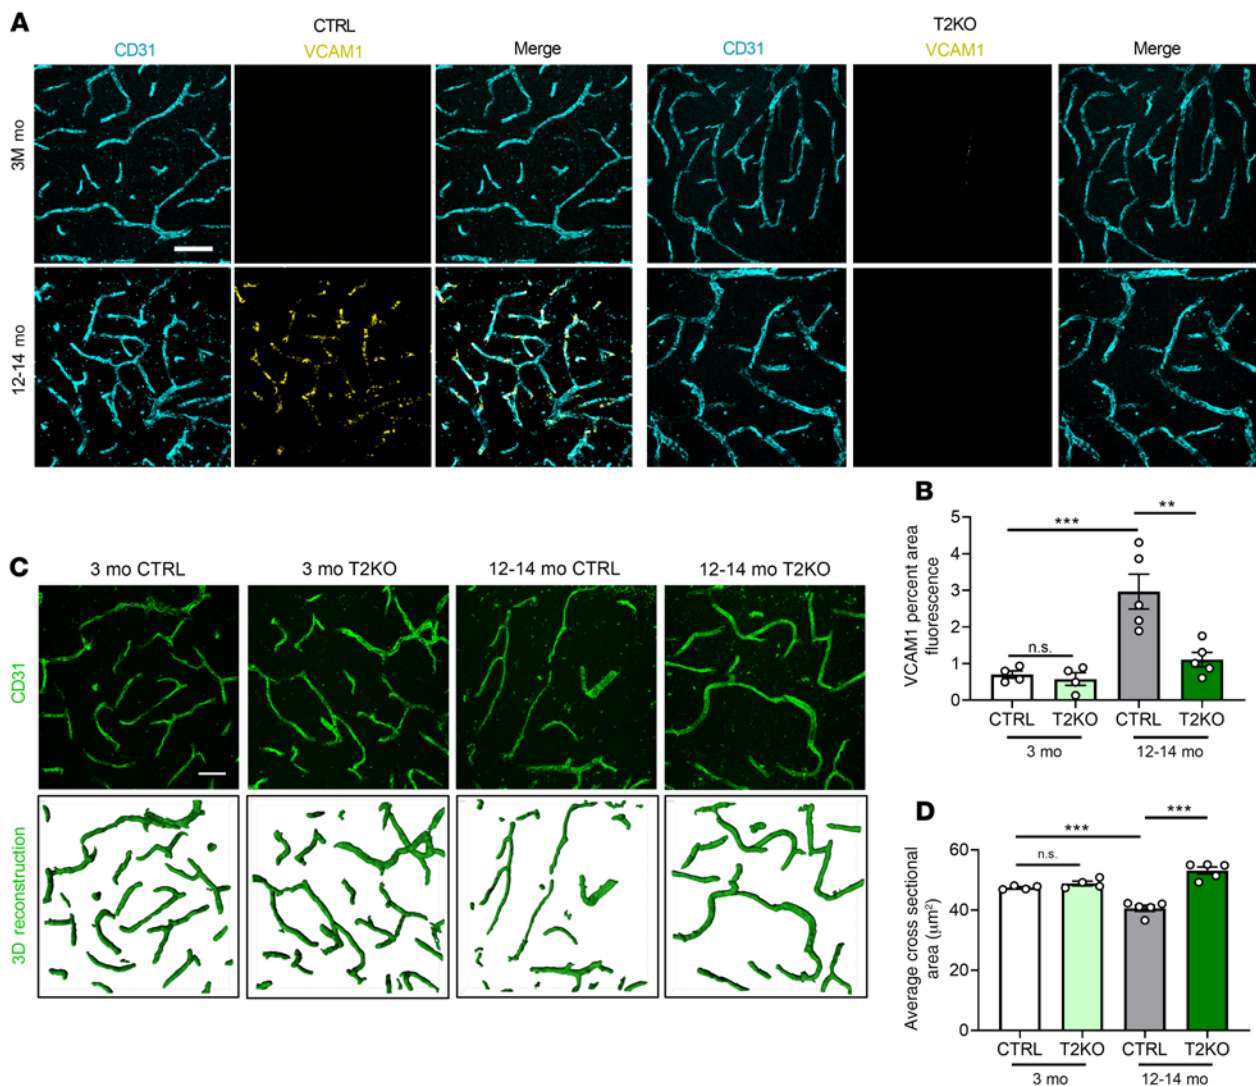 A
CTRL
T2KO
CD31
VCAM1
Merge
CD31
VCAM1
Merge
3M mo
12-14 mo
B
VCAM1 percent area
fluorescence
5
4
3
2
1
0
***
**
n.s.
CTRL
T2KO
CTRL
T2KO
3 mo
12-14 mo
C
3 mo CTRL
3 mo T2KO
12-14 mo CTRL
12-14 mo T2KO
CD31
3D reconstruction
D
Average cross sectional
area (µm²)
60
40
20
0
***
***
n.s.
CTRL
T2KO
CTRL
T2KO
3 mo
12-14 mo